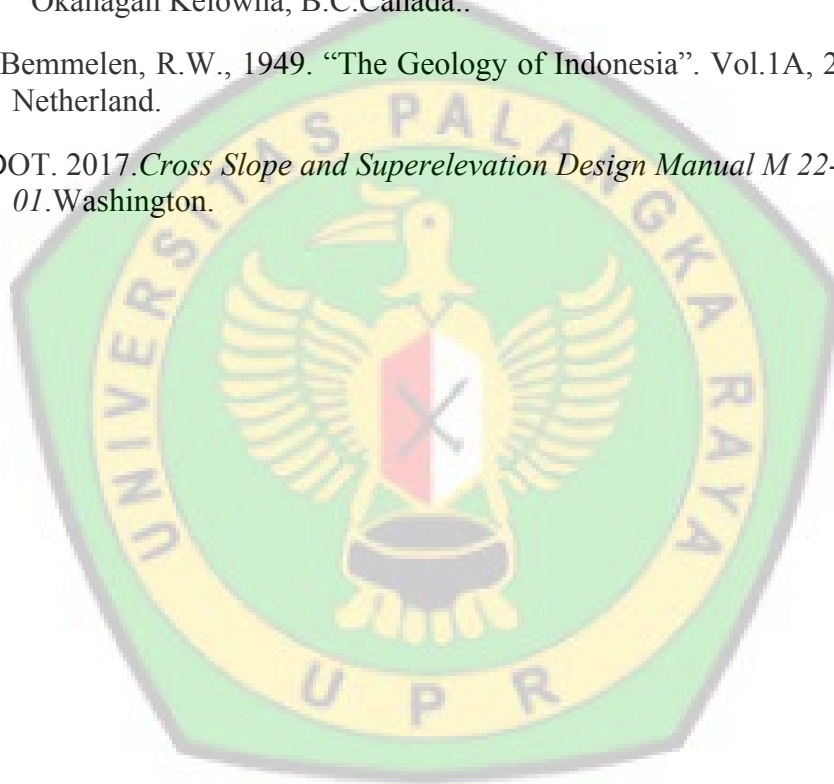 Okanagan Kelowna, B.C.Canada..
Bemmelen, R.W., 1949. “The Geology of Indonesia”. Vol.1A, 2
Netherland.
DOT. 2017.Cross Slope and Superelevation Design Manual M 22-
01.Washington.
UNIVERSITAS PALANGKA RAYA
UPR